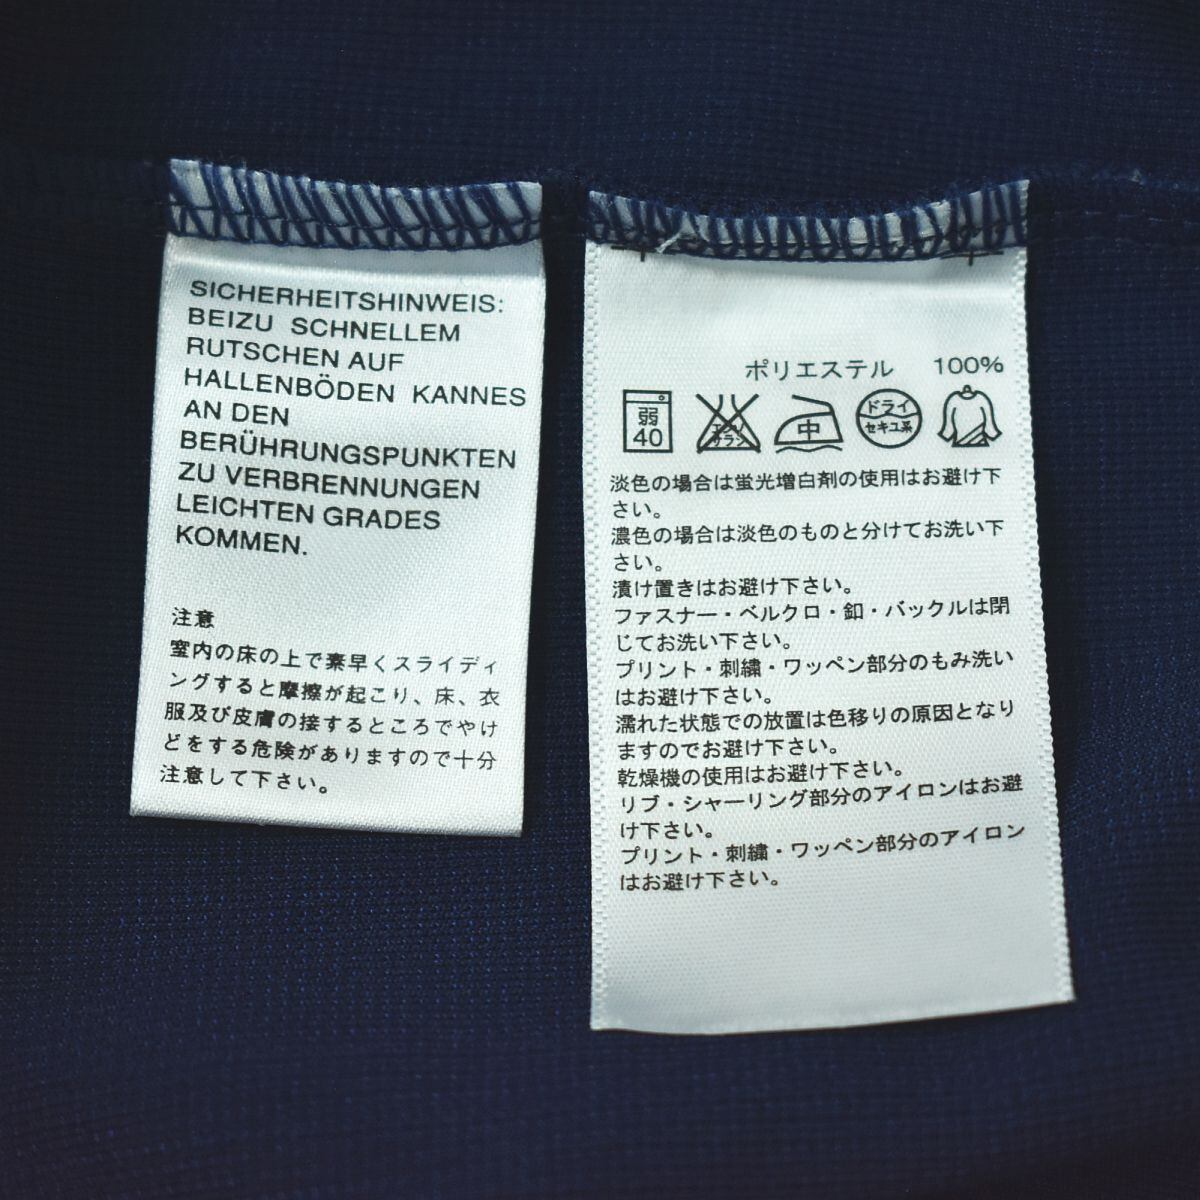 SICHERHEITSHINWEIS:
BEIZU SCHNELLEM
RUTSCHEN AUF
HALLENBÖDEN KANNES
AN DEN
BERÜHRUNGSPUNKTEN
ZU VERBRENNUNGEN
LEICHTEN GRADES
KOMMEN.
注意
室内の床の上で素早くスライディ
ングすると摩擦が起こり、床、衣
服及び皮膚の接するところでやけ
どをする危険がありますので十分
注意して下さい。
ポリエステル 100%
弱
40
エンソ
サラシ
中
ドライ
セキユ系
淡色の場合は蛍光増白剤の使用はお避け下
さい。
濃色の場合は淡色のものと分けてお洗い下
さい。
漬け置きはお避け下さい。
ファスナー・ベルクロ・釦・バックルは閉
じてお洗い下さい。
プリント・刺繍・ワッペン部分のもみ洗い
はお避け下さい。
濡れた状態での放置は色移りの原因となり
ますのでお避け下さい。
乾燥機の使用はお避け下さい。
リブ・シャーリング部分のアイロンはお避
け下さい。
プリント・刺繍・ワッペン部分のアイロン
はお避け下さい。